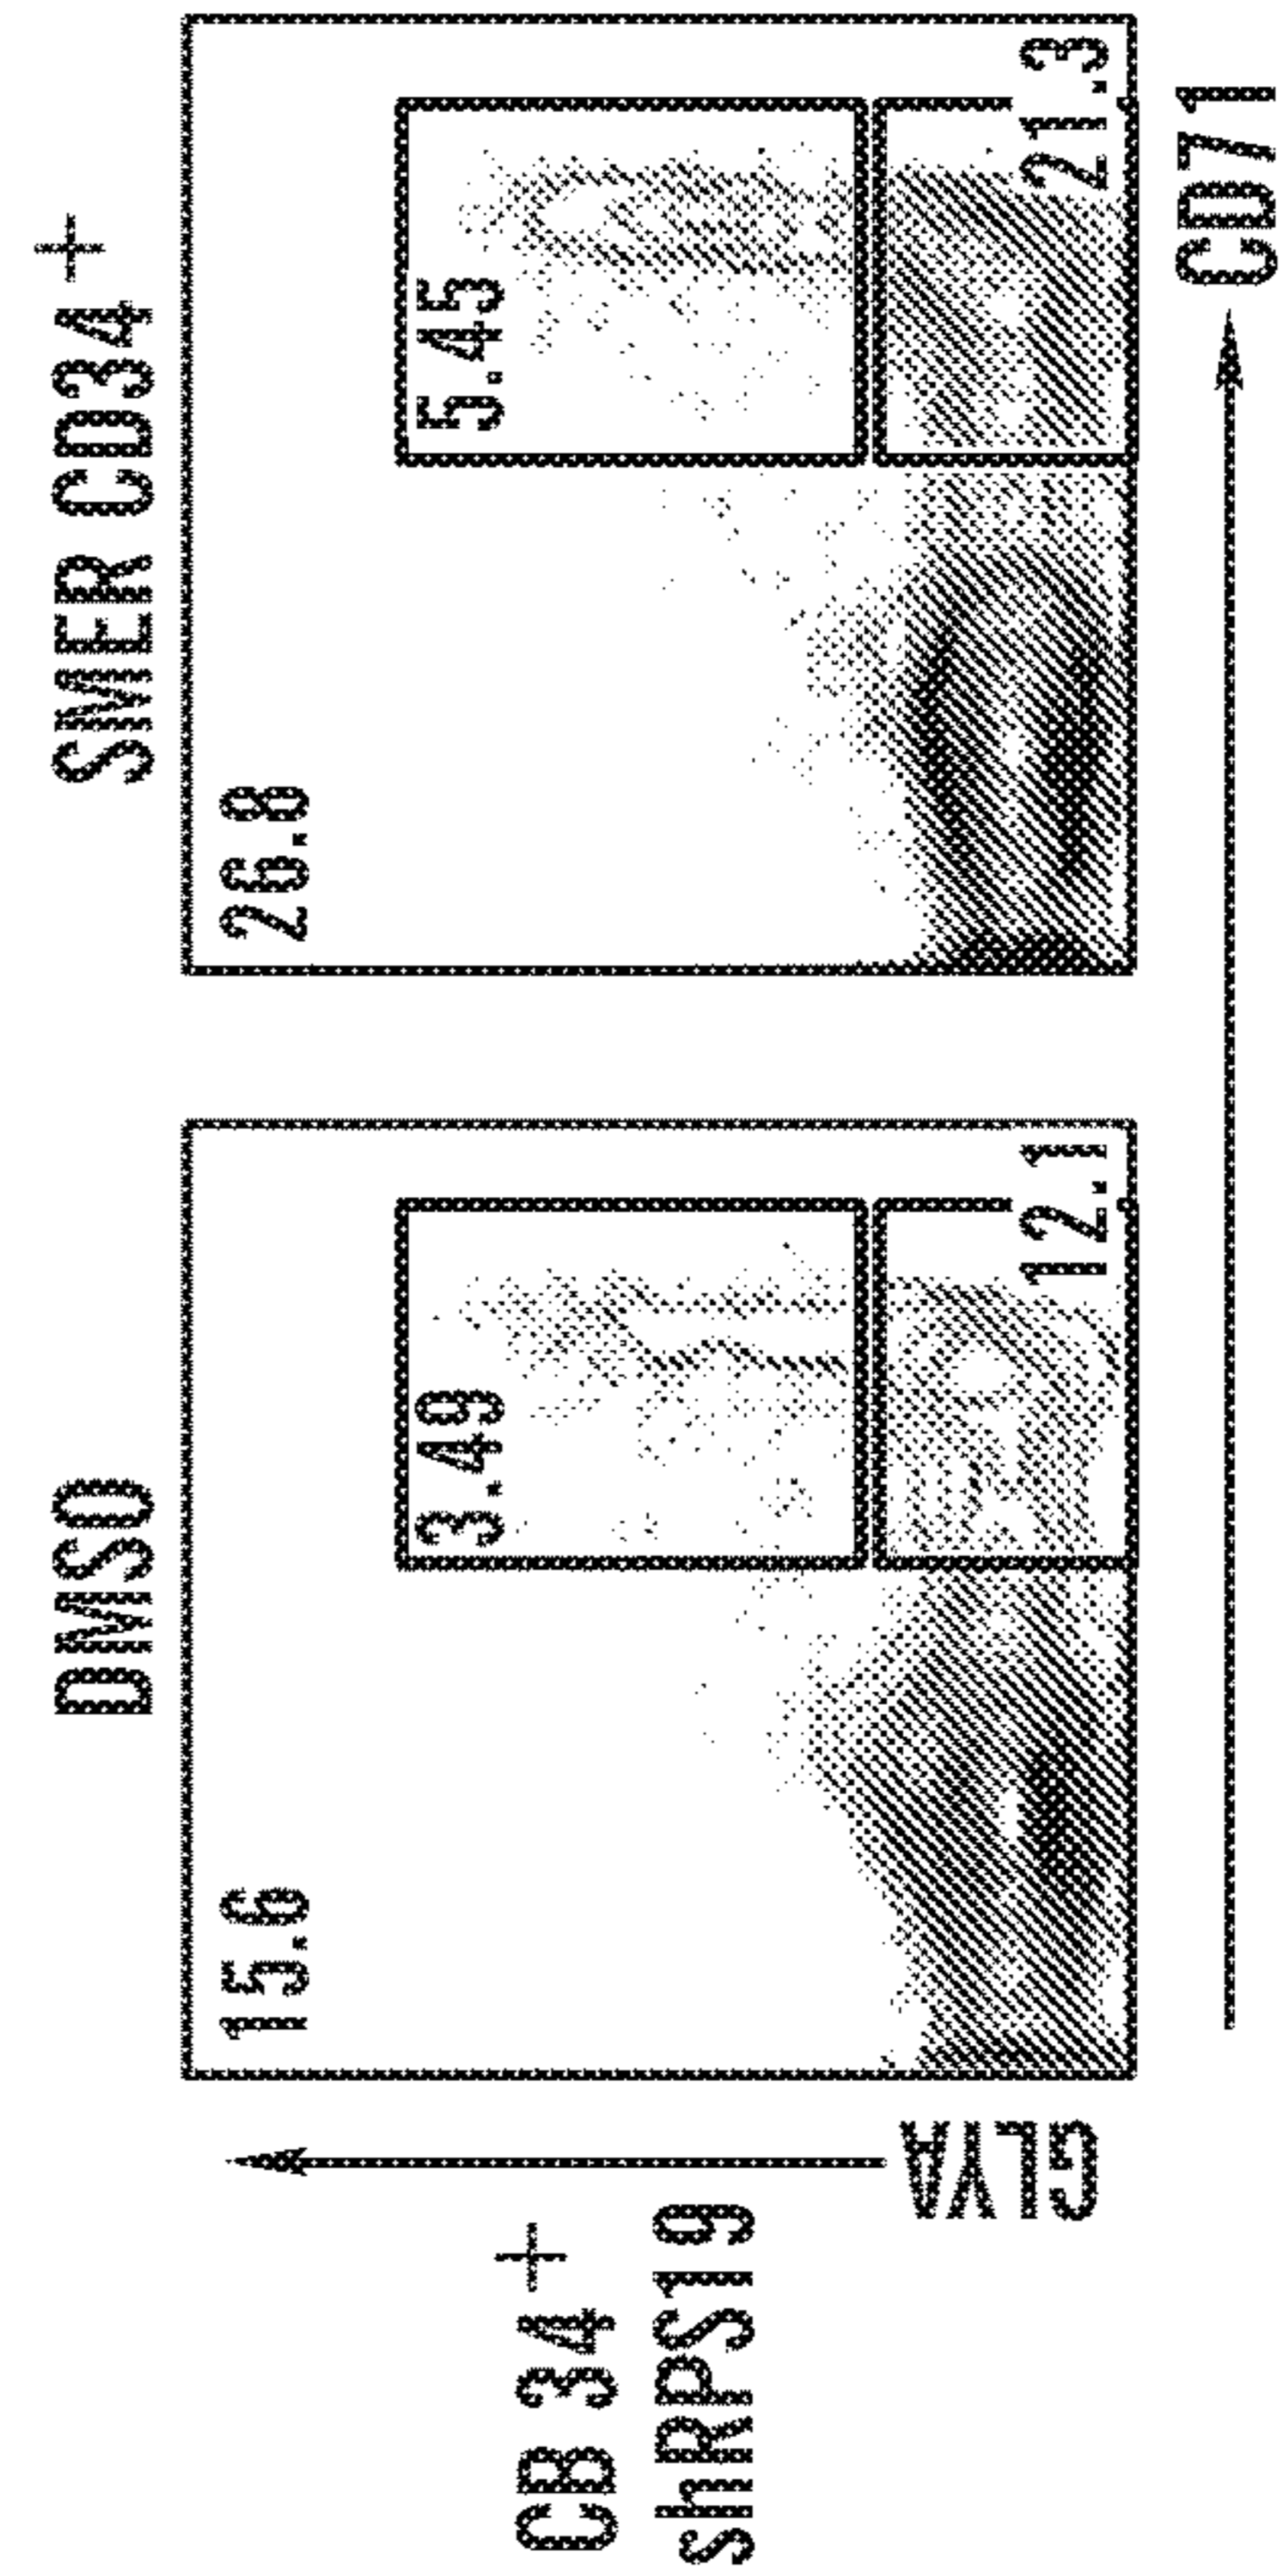 DMSO
SMER CD34+
CB 34+
shRPS19
GLYA
15.6
3.49
12.1
26.8
5.45
21.3
CD71